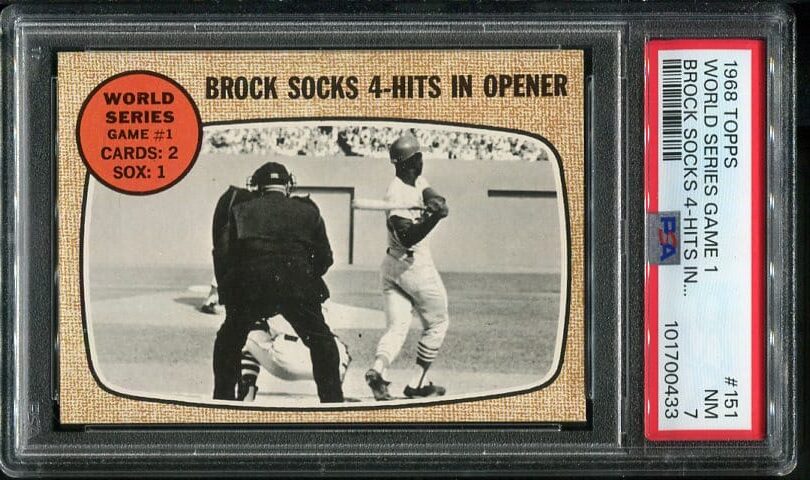 BROCK SOCKS 4-HITS IN OPENER
WORLD
SERIES
GAME #1
CARDS: 2
SOX: 1
1968 TOPPS
WORLD SERIES GAME 1
BROCK SOCKS 4-HITS IN...
PSA
#151
NM
7
101700433